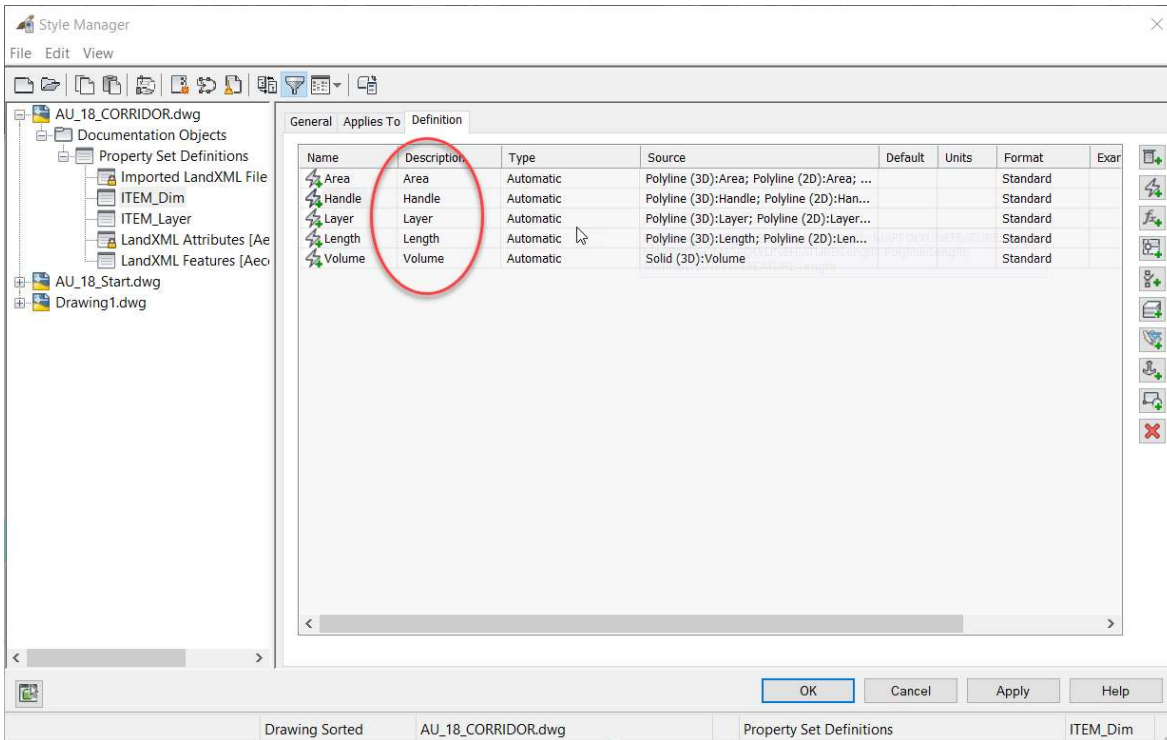 Style Manager
File Edit View
AU_18_CORRIDOR.dwg
Documentation Objects
Property Set Definitions
Imported LandXML File
ITEM_Dim
ITEM_Layer
LandXML Attributes [Ae
LandXML Features [Aec
AU_18_Start.dwg
Drawing1.dwg
General Applies To Definition
Name Description Type Source Default Units Format Exar
Area Area Automatic Polyline (3D):Area; Polyline (2D):Area; ... Standard
Handle Handle Automatic Polyline (3D):Handle; Polyline (2D):Han... Standard
Layer Layer Automatic Polyline (3D):Layer; Polyline (2D):Layer... Standard
Length Length Automatic Polyline (3D):Length; Polyline (2D):Len... Standard
Volume Volume Automatic Solid (3D):Volume Standard
OK Cancel Apply Help
Drawing Sorted AU_18_CORRIDOR.dwg Property Set Definitions ITEM_Dim